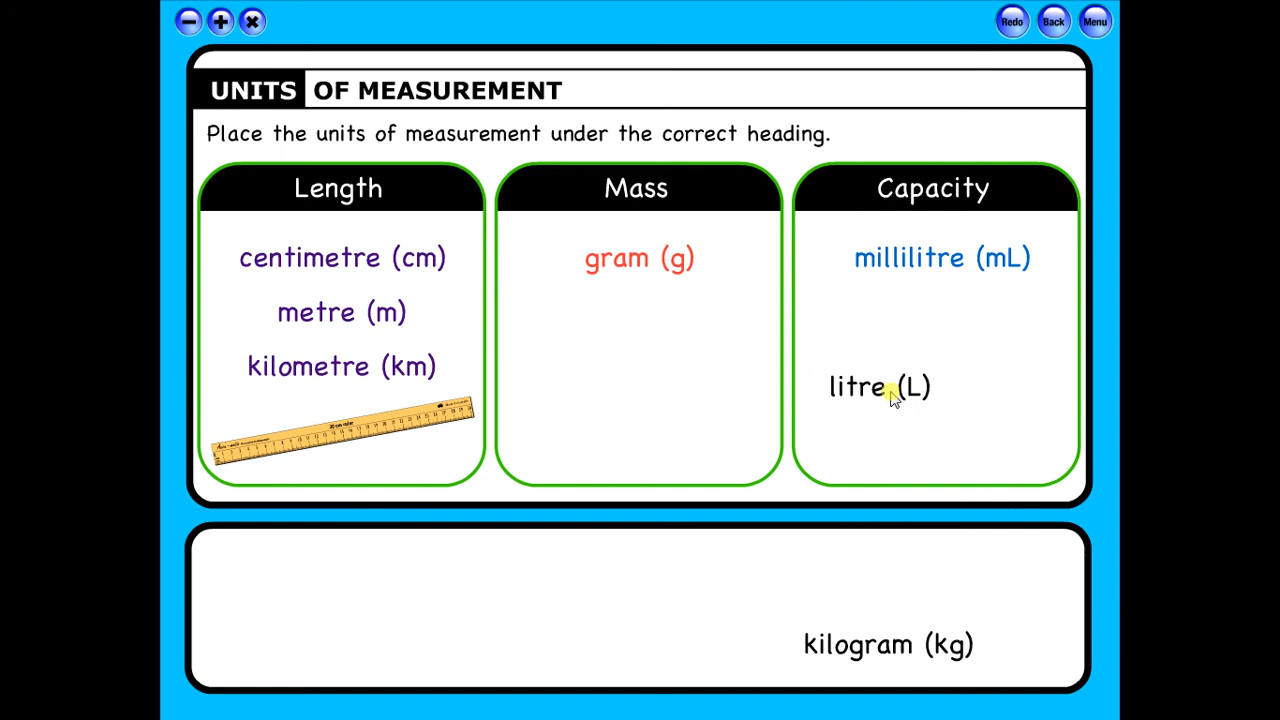 Redo Back Menu
UNITS OF MEASUREMENT
Place the units of measurement under the correct heading.
Length
centimetre (cm)
metre (m)
kilometre (km)
Mass
gram (g)
Capacity
millilitre (mL)
litre (L)
kilogram (kg)